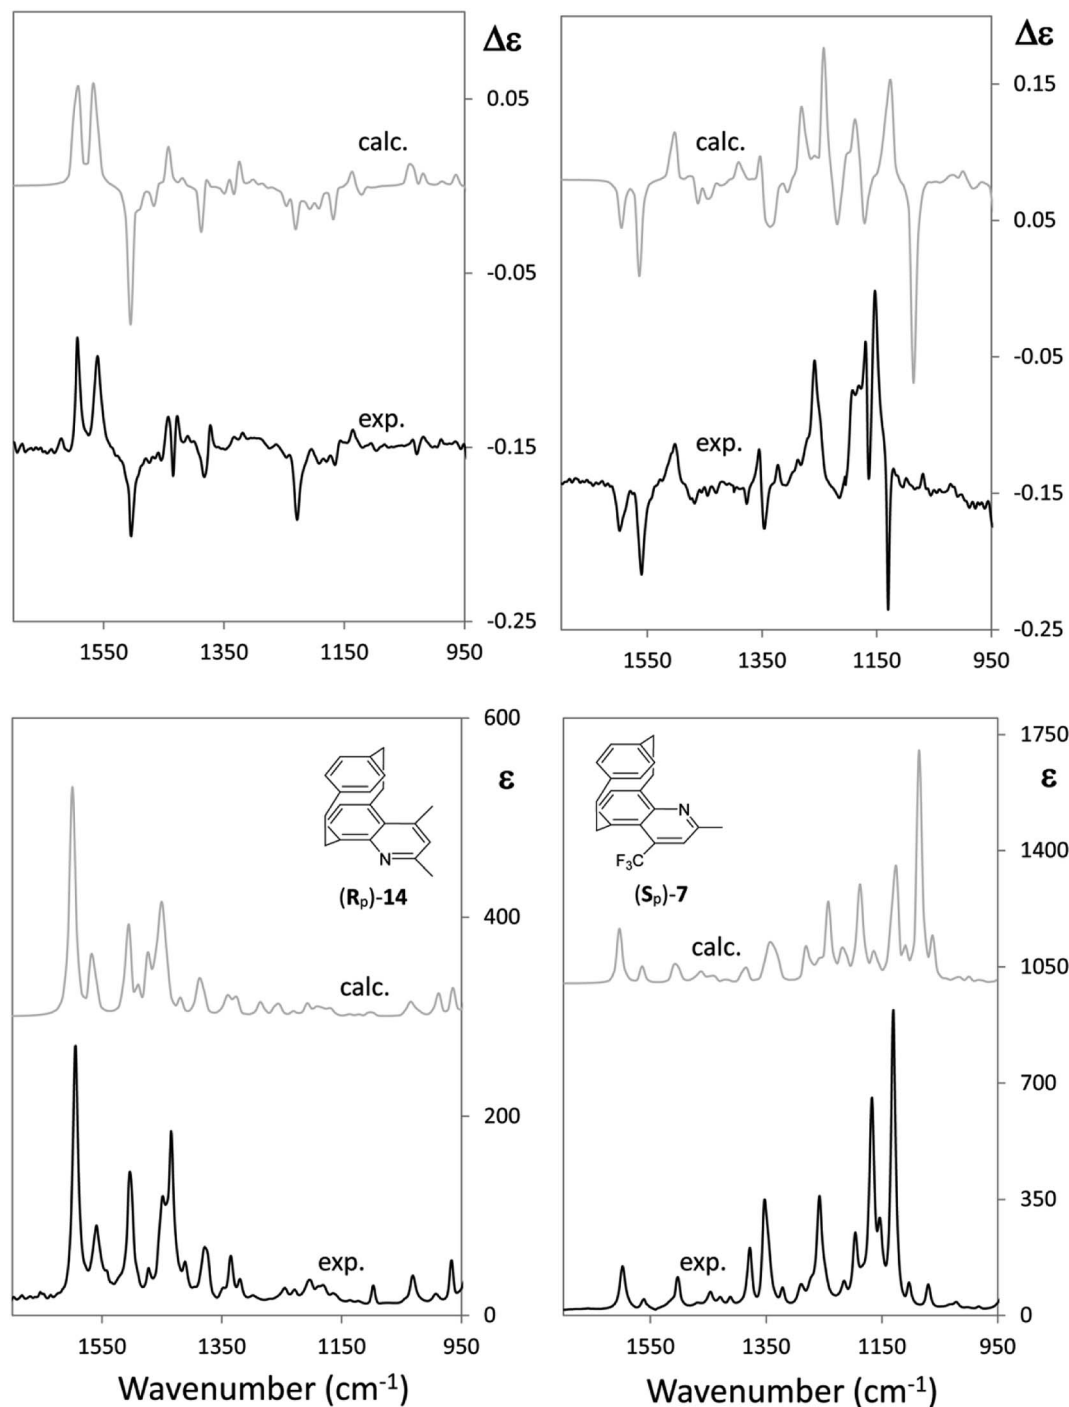 Δε
0.05
-0.05
-0.15
-0.25
calc.
exp.
1550 1350 1150 950
Δε
0.15
0.05
-0.05
-0.15
-0.25
calc.
exp.
1550 1350 1150 950
600
ε
400
200
0
N
(Rp)-14
calc.
exp.
1550 1350 1150 950
Wavenumber (cm-1)
1750
ε
1400
1050
700
350
0
N
F3C
(Sp)-7
calc.
exp.
1550 1350 1150 950
Wavenumber (cm-1)